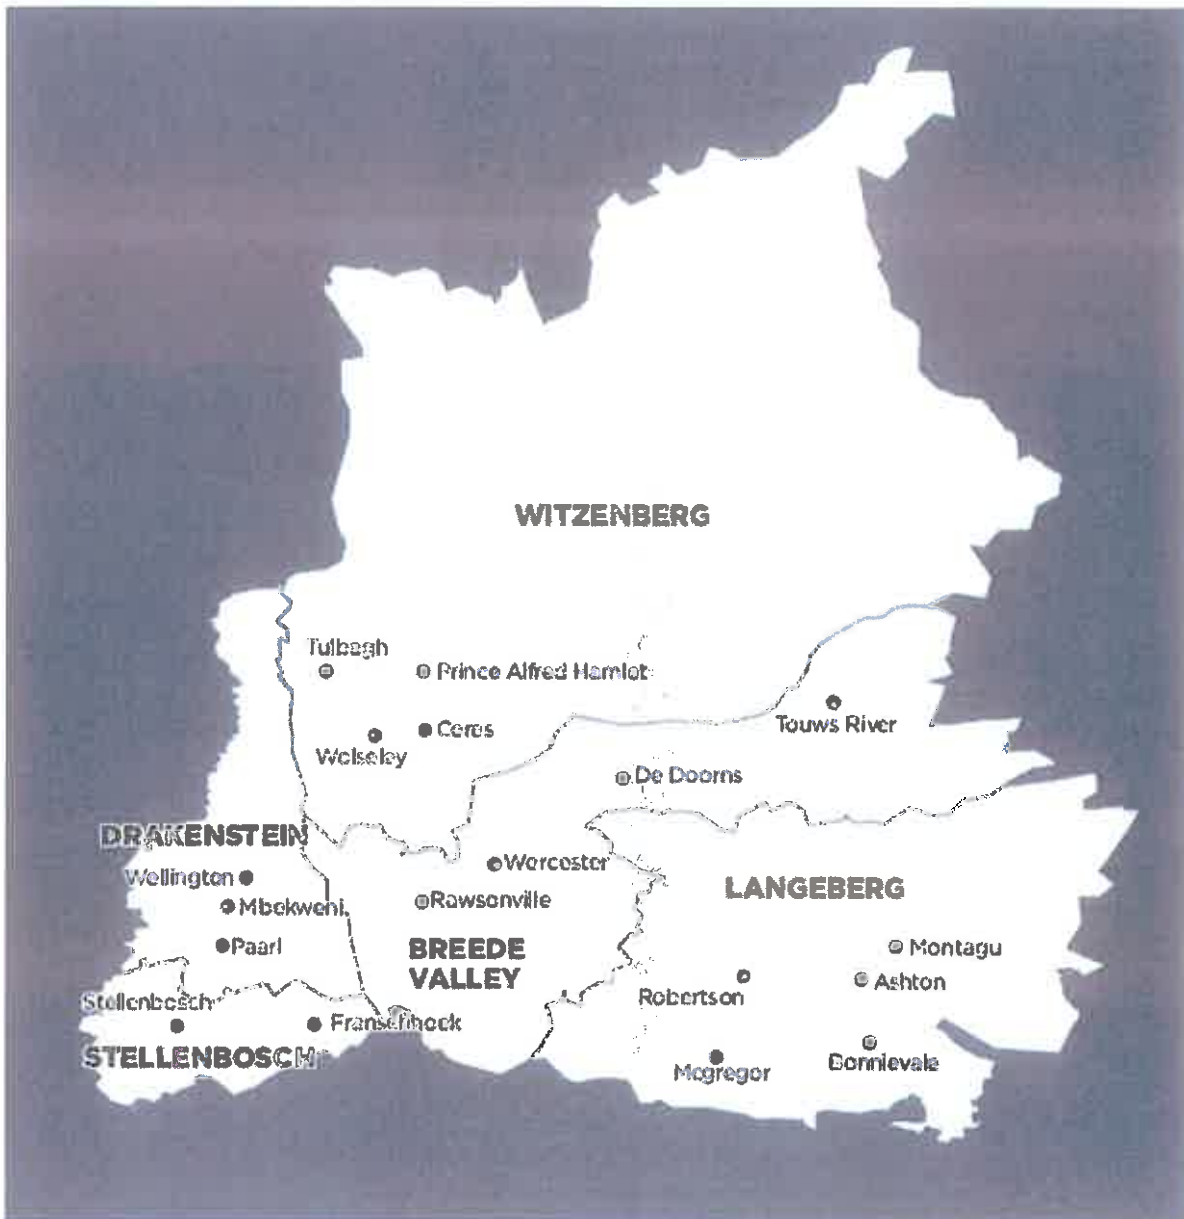 WITZENBERG
Tulbagh
Prince Alfred Hamlet
Ceres
Wolseley
Touws River
De Doorns
DRAKENSTEIN
Worcester
Wellington
Rawsonville
Mbekweni
LANGEBERG
Paarl
BREEDE
VALLEY
Montagu
Ashton
Robertson
Stellenbosch
Franschhoek
STELLENBOSCH
Mcgregor
Bonnievale